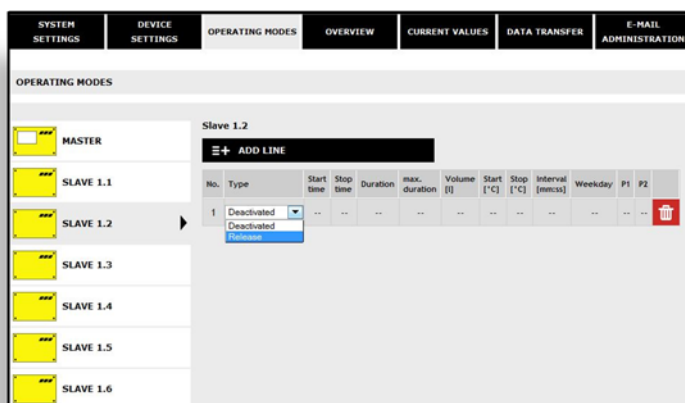 SYSTEM SETTINGS
DEVICE SETTINGS
OPERATING MODES
OVERVIEW
CURRENT VALUES
DATA TRANSFER
E-MAIL ADMINISTRATION
OPERATING MODES
MASTER
SLAVE 1.1
SLAVE 1.2
SLAVE 1.3
SLAVE 1.4
SLAVE 1.5
SLAVE 1.6
Slave 1.2
ADD LINE
No. Type Start time Stop time Duration max. duration Volume [l] Start [°C] Stop [°C] Interval [mm:ss] Weekday P1 P2
1 Deactivated -- -- -- -- -- -- -- -- -- -- --
Deactivated
Release